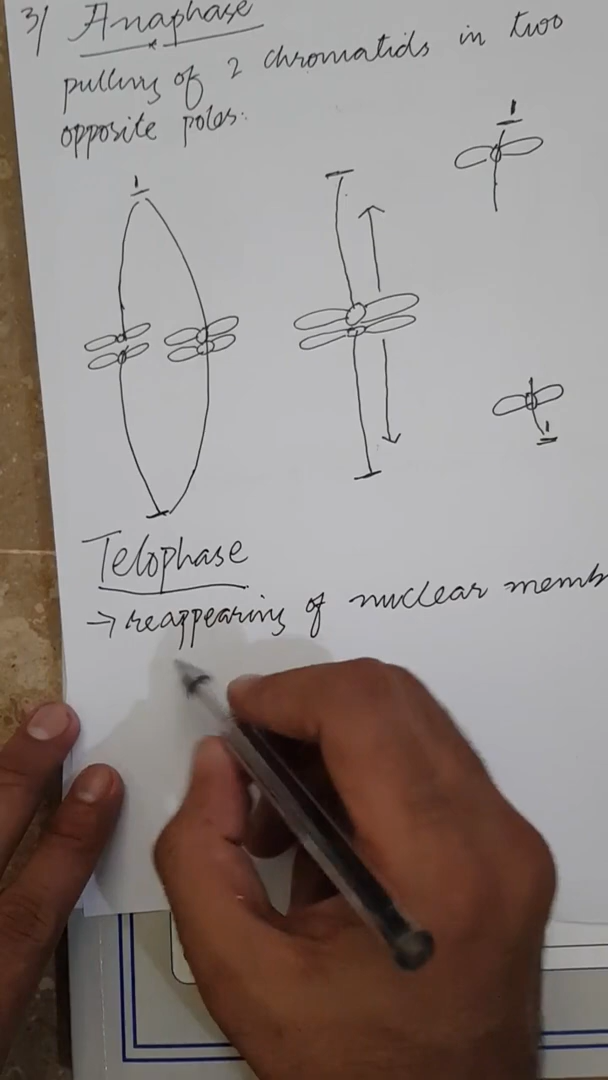 3) Anaphase
pulling of 2 chromatids in two
opposite poles.
Telophase
→ reappearing of nuclear memb